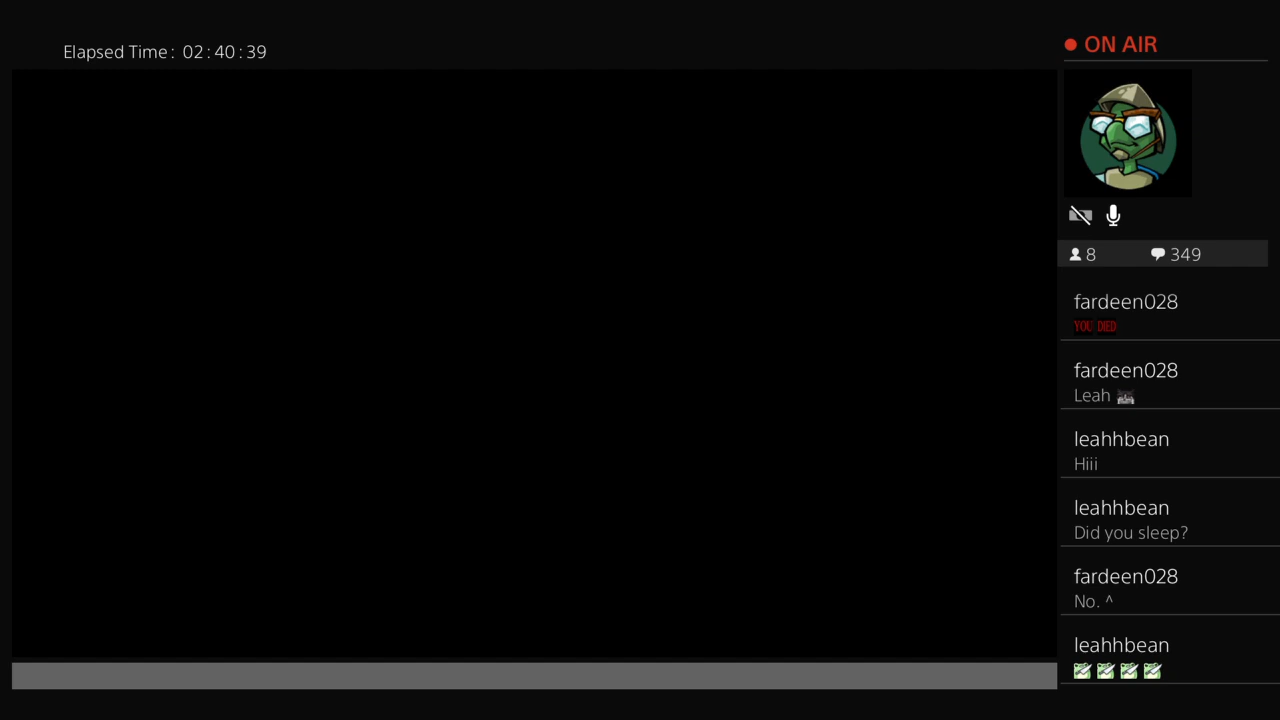 Elapsed Time: 02:40:39
ON AIR
8 349
fardeen028
YOU DIED
fardeen028
Leah
leahhbean
Hiii
leahhbean
Did you sleep?
fardeen028
No. ^
leahhbean